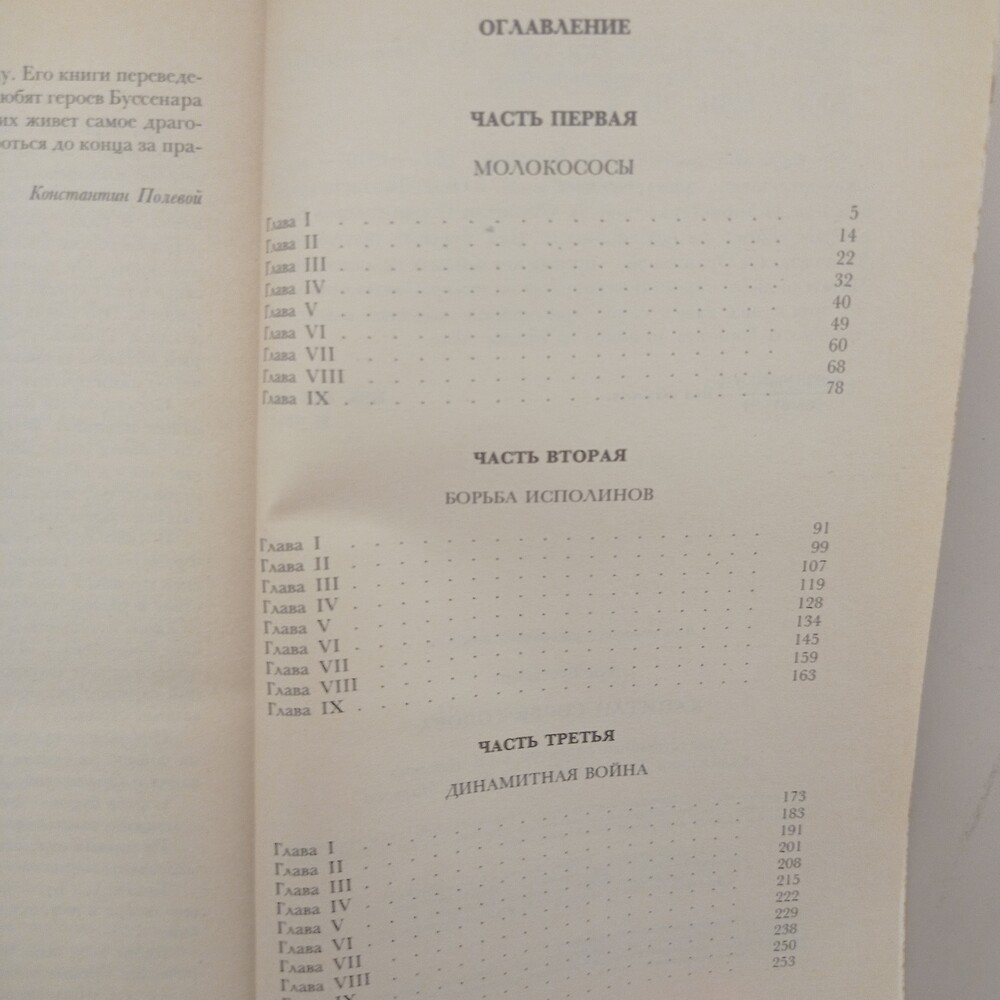 у. Его книги переведе-
юбят героев Буссенара
их живет самое драго-
оться до конца за пра-
Константин Полевой
ОГЛАВЛЕНИЕ
ЧАСТЬ ПЕРВАЯ
МОЛОКОСОСЫ
Глава I . . . . . . . . . . . . . . . . . . 5
Глава II . . . . . . . . . . . . . . . . . . 14
Глава III . . . . . . . . . . . . . . . . . . 22
Глава IV . . . . . . . . . . . . . . . . . . 32
Глава V . . . . . . . . . . . . . . . . . . 40
Глава VI . . . . . . . . . . . . . . . . . . 49
Глава VII . . . . . . . . . . . . . . . . . 60
Глава VIII . . . . . . . . . . . . . . . . . 68
Глава IX . . . . . . . . . . . . . . . . . . 78
ЧАСТЬ ВТОРАЯ
БОРЬБА ИСПОЛИНОВ
Глава I . . . . . . . . . . . . . . . . . . 91
Глава II . . . . . . . . . . . . . . . . . . 99
Глава III . . . . . . . . . . . . . . . . . . 107
Глава IV . . . . . . . . . . . . . . . . . . 119
Глава V . . . . . . . . . . . . . . . . . . 128
Глава VI . . . . . . . . . . . . . . . . . . 134
Глава VII . . . . . . . . . . . . . . . . . 145
Глава VIII . . . . . . . . . . . . . . . . . 159
Глава IX . . . . . . . . . . . . . . . . . . 163
ЧАСТЬ ТРЕТЬЯ
ДИНАМИТНАЯ ВОЙНА
Глава I . . . . . . . . . . . . . . . . . . 173
Глава II . . . . . . . . . . . . . . . . . . 183
Глава III . . . . . . . . . . . . . . . . . . 191
Глава IV . . . . . . . . . . . . . . . . . . 201
Глава V . . . . . . . . . . . . . . . . . . 208
Глава VI . . . . . . . . . . . . . . . . . . 215
Глава VII . . . . . . . . . . . . . . . . . 222
Глава VIII . . . . . . . . . . . . . . . . . 229
Глава IX . . . . . . . . . . . . . . . . . . 238
250
253